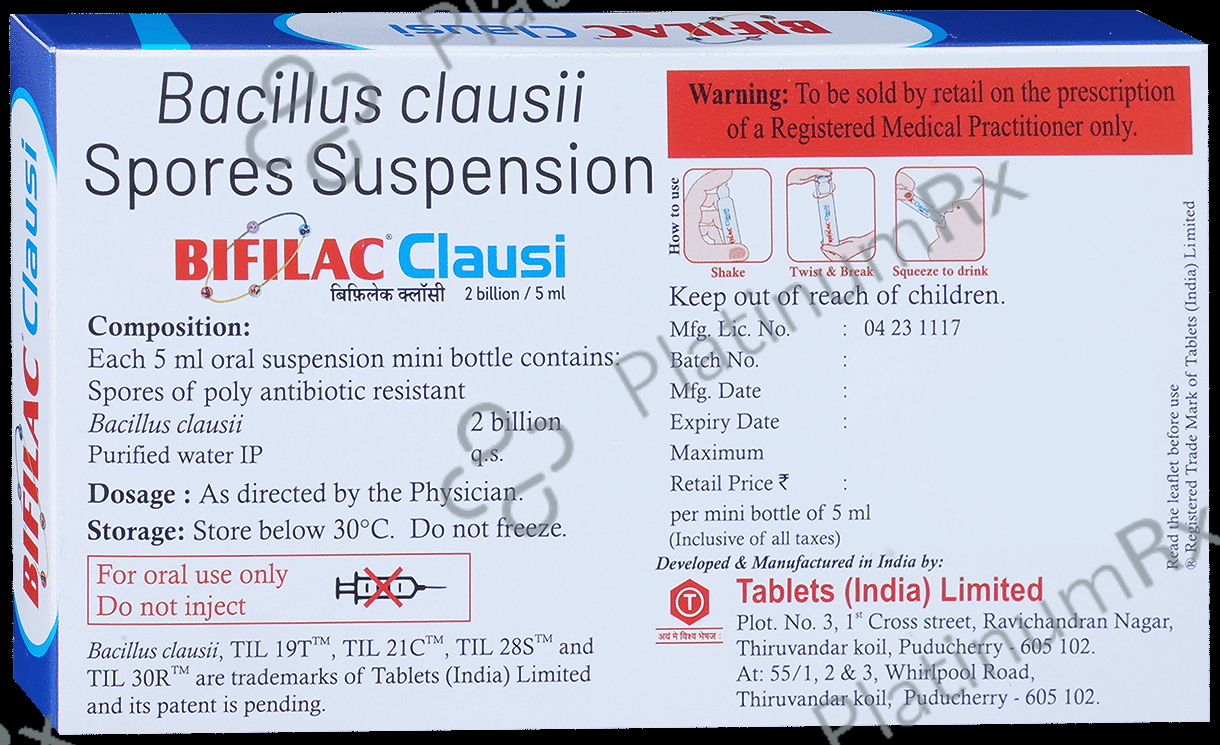 BIFILAC Clausi
BIFILAC® Clausi
Bacillus clausii
Spores Suspension
BIFILAC® Clausi
बिफ़िलेक क्लॉसी 2 billion / 5 ml
Composition:
Each 5 ml oral suspension mini bottle contains:
Spores of poly antibiotic resistant
Bacillus clausii 2 billion
Purified water IP q.s.
Dosage : As directed by the Physician.
Storage: Store below 30°C. Do not freeze.
For oral use only
Do not inject
Bacillus clausii, TIL 19T™, TIL 21C™, TIL 28S™ and
TIL 30R™ are trademarks of Tablets (India) Limited
and its patent is pending.
Warning: To be sold by retail on the prescription
of a Registered Medical Practitioner only.
How to use
Shake
Twist & Break
Squeeze to drink
Keep out of reach of children.
Mfg. Lic. No. : 04 23 1117
Batch No. :
Mfg. Date :
Expiry Date :
Maximum
Retail Price ₹ :
per mini bottle of 5 ml
(Inclusive of all taxes)
Developed & Manufactured in India by:
T
अयं मे विश्व भेषजः
Tablets (India) Limited
Plot. No. 3, 1st Cross street, Ravichandran Nagar,
Thiruvandar koil, Puducherry - 605 102.
At: 55/1, 2 & 3, Whirlpool Road,
Thiruvandar koil, Puducherry - 605 102.
Read the leaflet before use
® Registered Trade Mark of Tablets (India) Limited
PlatinumRx
PlatinumRx
PlatinumRx